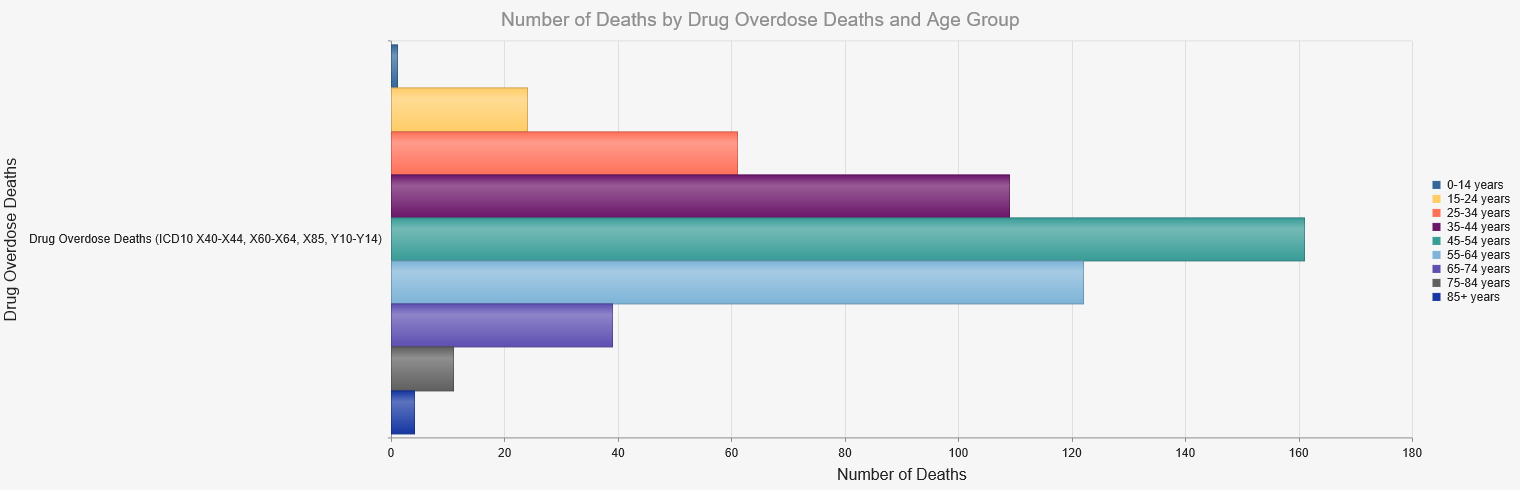 Number of Deaths by Drug Overdose Deaths and Age Group
Drug Overdose Deaths
Drug Overdose Deaths (ICD10 X40-X44, X60-X64, X85, Y10-Y14)
0-14 years
15-24 years
25-34 years
35-44 years
45-54 years
55-64 years
65-74 years
75-84 years
85+ years
0 20 40 60 80 100 120 140 160 180
Number of Deaths